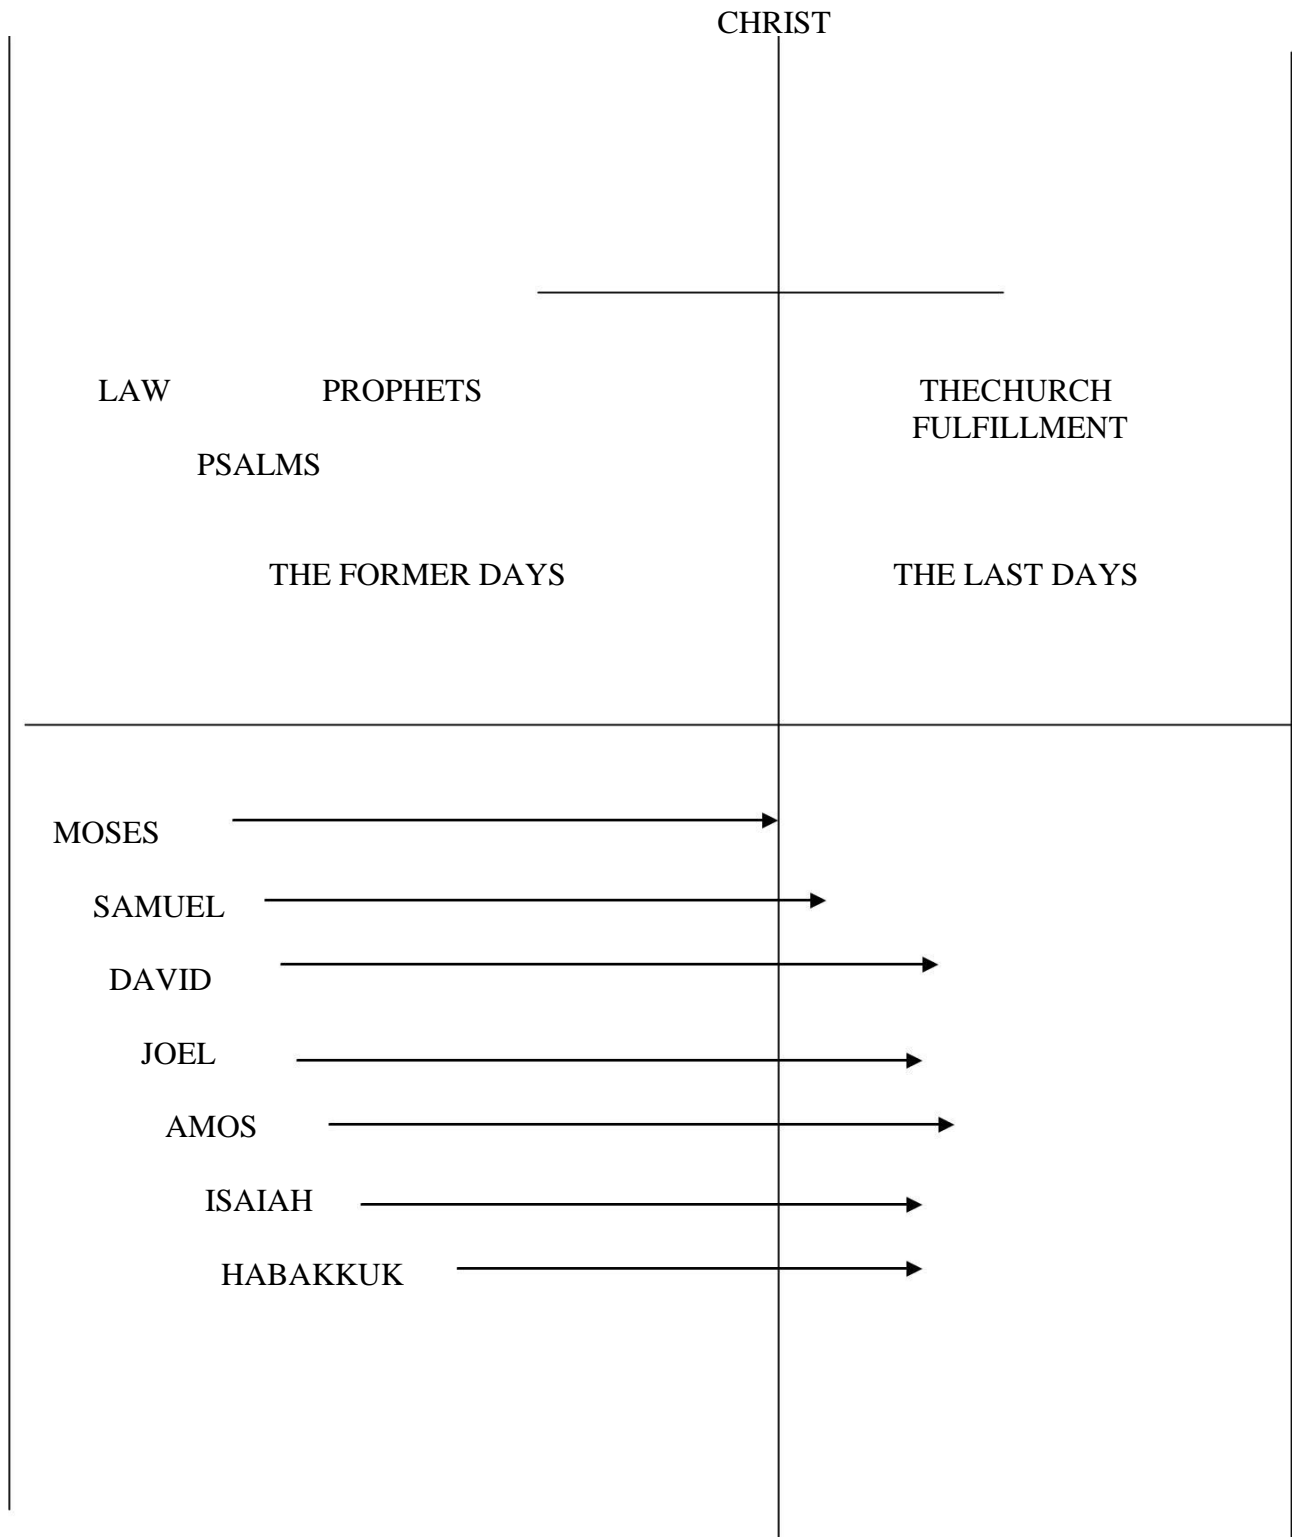 CHRIST
LAW PROPHETS THECHURCH
FULFILLMENT
PSALMS
THE FORMER DAYS THE LAST DAYS
MOSES
SAMUEL
DAVID
JOEL
AMOS
ISAIAH
HABAKKUK